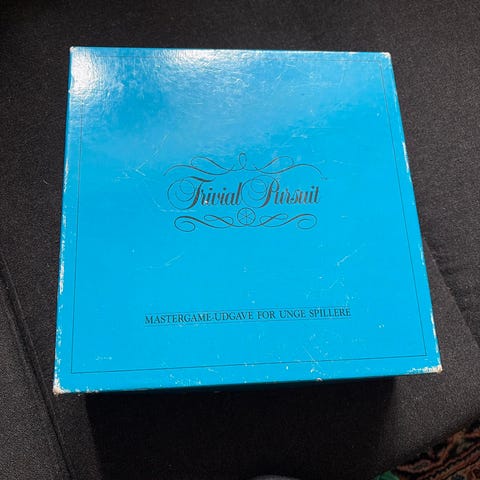 Trivial Pursuit
MASTERGAME-UDGAVE FOR UNGE SPILLERE